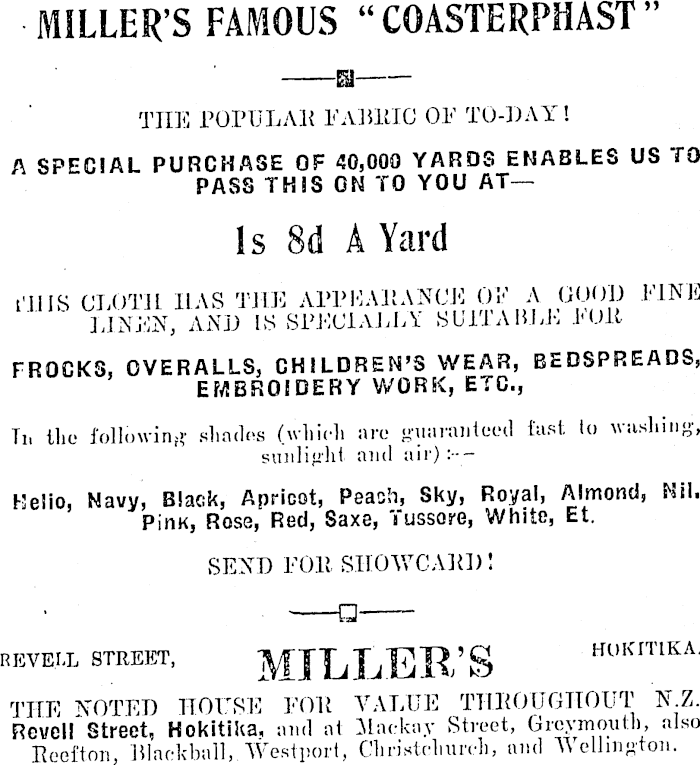 MILLER'S FAMOUS "COASTERPHAST"
THE POPULAR FABRIC OF TO-DAY!
A SPECIAL PURCHASE OF 40,000 YARDS ENABLES US TO
PASS THIS ON TO YOU AT—
1s 8d A Yard
THIS CLOTH HAS THE APPEARANCE OF A GOOD FINE
LINEN, AND IS SPECIALLY SUITABLE FOR
FROCKS, OVERALLS, CHILDREN'S WEAR, BEDSPREADS,
EMBROIDERY WORK, ETC.,
In the following shades (which are guaranteed fast to washing,
sunlight and air):--
Helio, Navy, Black, Apricot, Peach, Sky, Royal, Almond, Nil.
Pink, Rose, Red, Saxe, Tussore, White, Et.
SEND FOR SHOWCARD!
REVELL STREET, MILLER'S HOKITIKA.
THE NOTED HOUSE FOR VALUE THROUGHOUT N.Z.
Revell Street, Hokitika, and at Mackay Street, Greymouth, also
Reefton, Blackball, Westport, Christchurch, and Wellington.